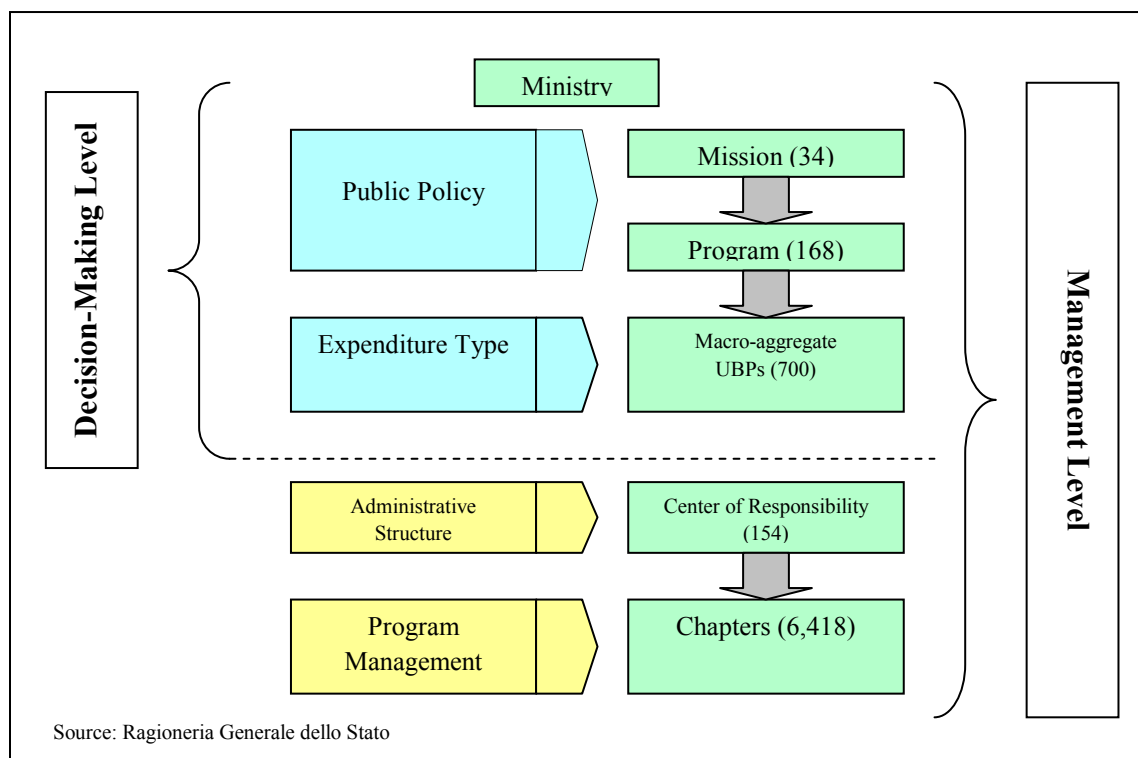 Ministry
Decision-Making Level
Public Policy
Mission (34)
Program (168)
Expenditure Type
Macro-aggregate
UBPs (700)
Management Level
Administrative
Structure
Center of Responsibility
(154)
Program
Management
Chapters (6,418)
Source: Ragioneria Generale dello Stato